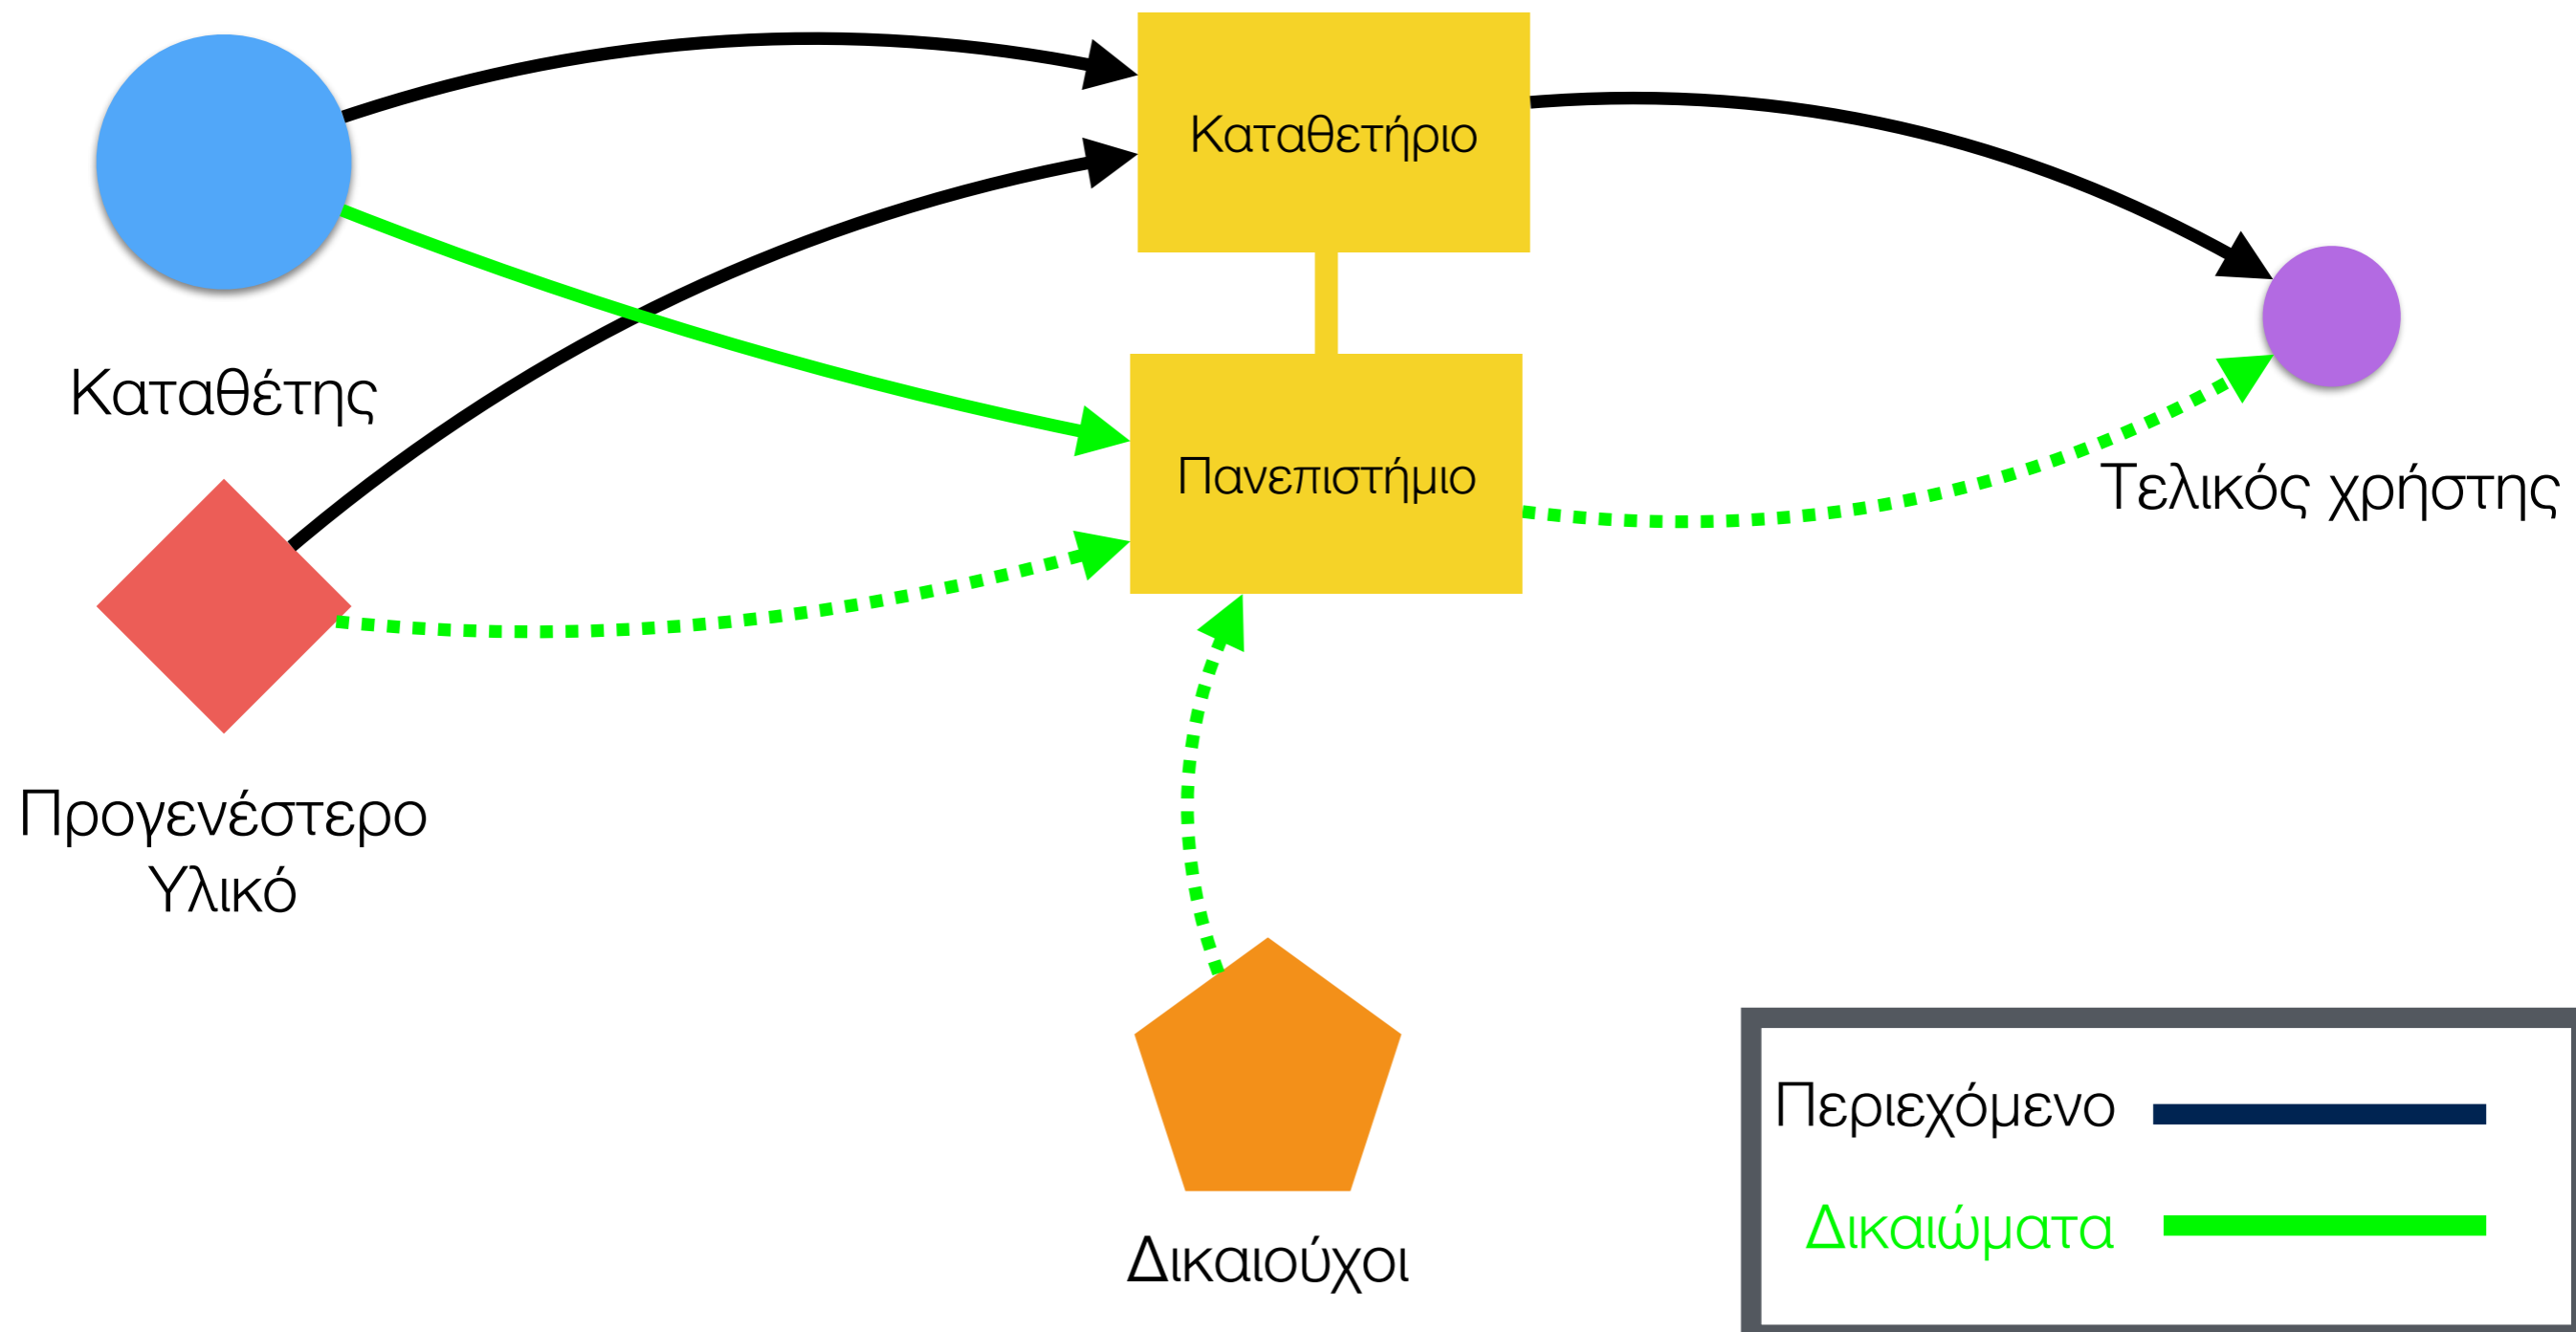 Καταθετήριο
Καταθέτης
Πανεπιστήμιο
Τελικός χρήστης
Προγενέστερο
Υλικό
Δικαιούχοι
Περιεχόμενο
Δικαιώματα